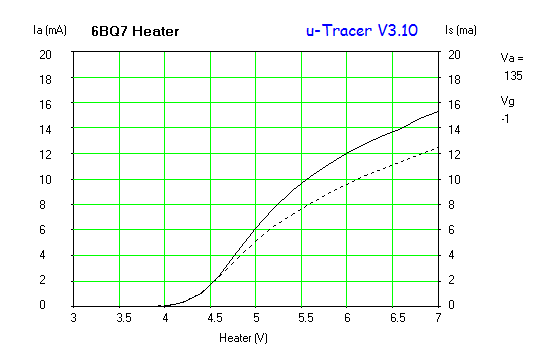 Ia (mA) 6BQ7 Heater u-Tracer V3.10 Is (ma)
20 20
18 18
16 16
14 14
12 12
10 10
8 8
6 6
4 4
2 2
0 0
3 3.5 4 4.5 5 5.5 6 6.5 7
Heater (V)
Va =
135
Vg
-1